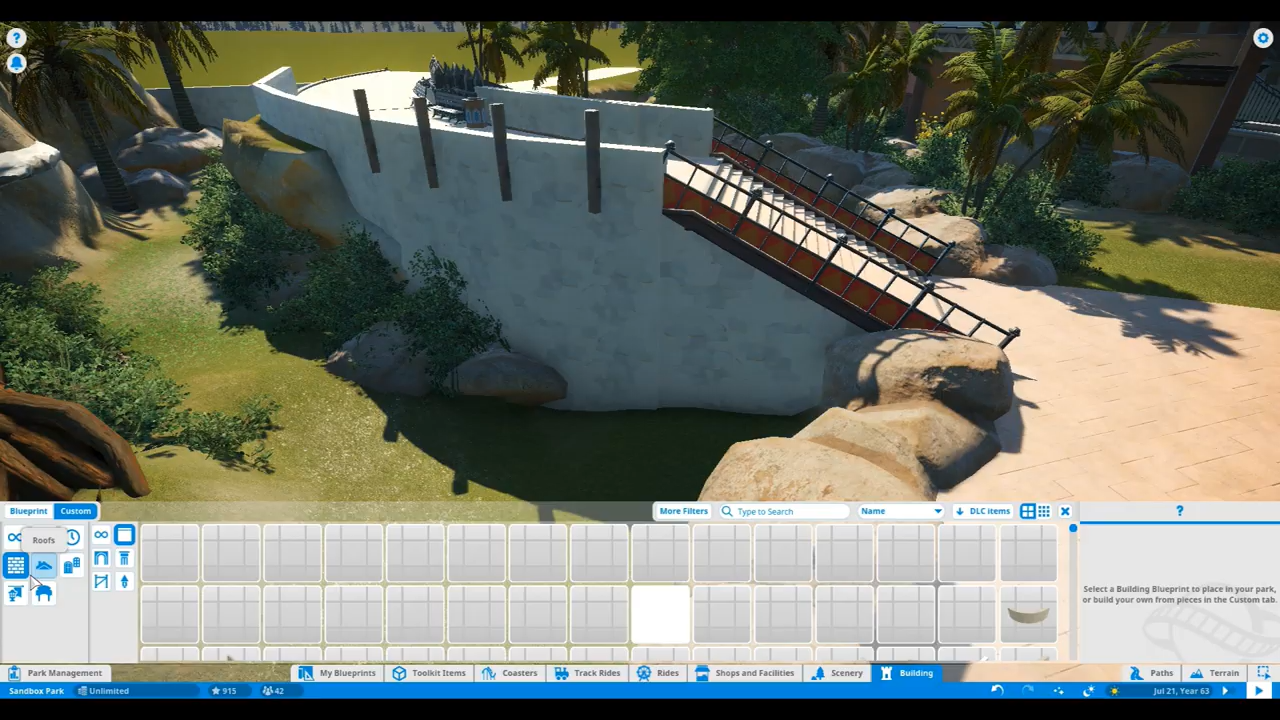 Blueprint
Custom
More Filters
Type to Search
Name
DLC items
?
Roofs
Select a Building Blueprint to place in your park,
or build your own from pieces in the Custom tab.
Park Management
My Blueprints
Toolkit Items
Coasters
Track Rides
Rides
Shops and Facilities
Scenery
Building
Paths
Terrain
Sandbox Park
Unlimited
915
42
Jul 21, Year 63